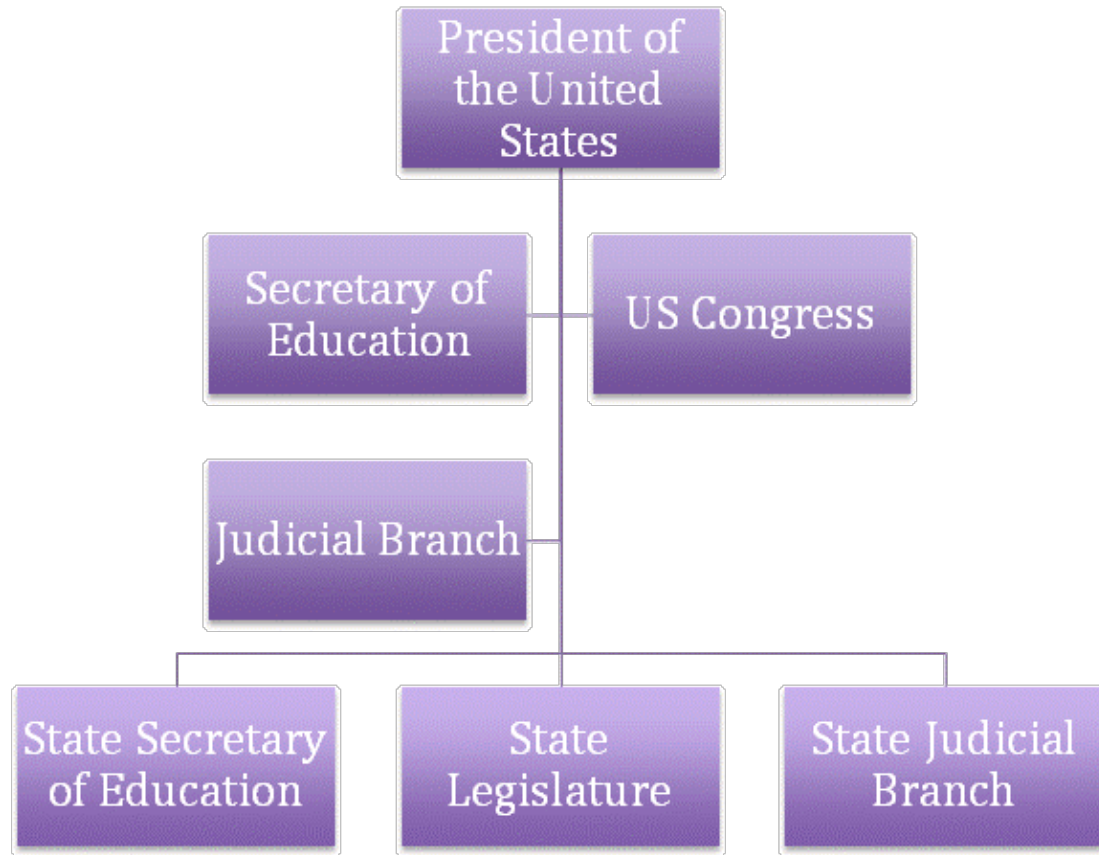 President of
the United
States
Secretary of
Education
US Congress
Judicial Branch
State Secretary
of Education
State
Legislature
State Judicial
Branch